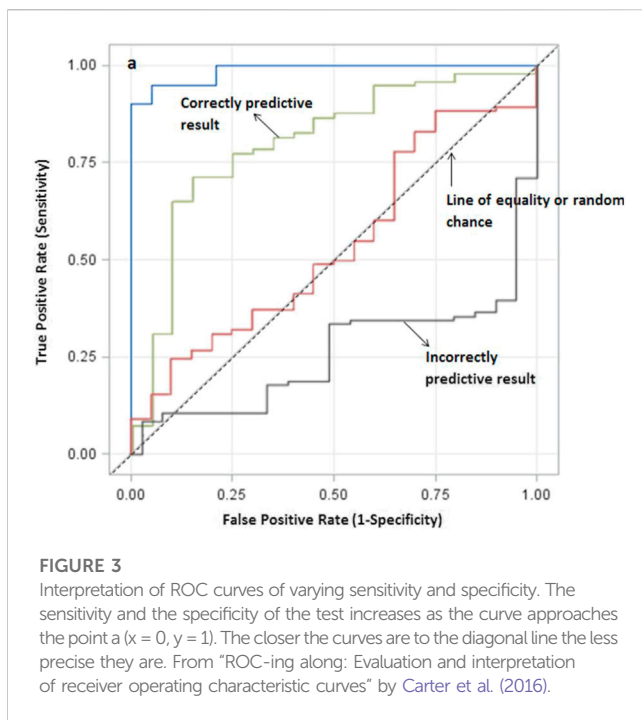 a
1.00
0.75
0.50
0.25
0.00
True Positive Rate (Sensitivity)
Correctly predictive
result
Line of equality or random
chance
Incorrectly
predictive result
0.00 0.25 0.50 0.75 1.00
False Positive Rate (1-Specificity)
FIGURE 3
Interpretation of ROC curves of varying sensitivity and specificity. The
sensitivity and the specificity of the test increases as the curve approaches
the point a (x = 0, y = 1). The closer the curves are to the diagonal line the less
precise they are. From “ROC-ing along: Evaluation and interpretation
of receiver operating characteristic curves” by Carter et al. (2016).